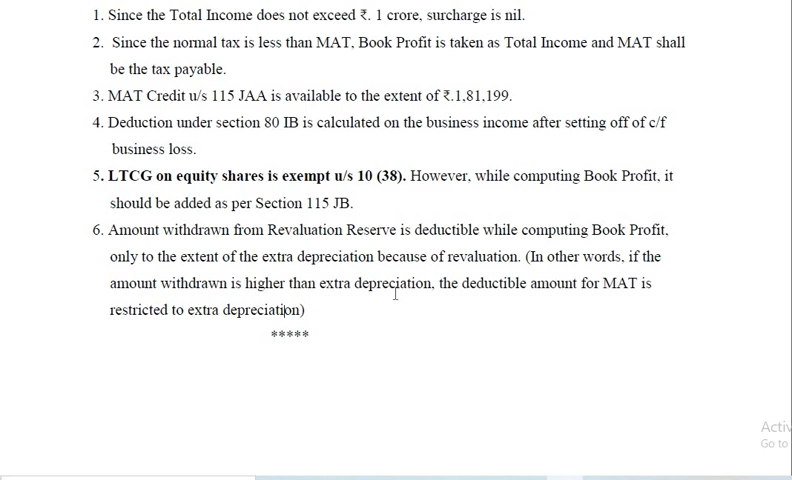 1. Since the Total Income does not exceed ₹. 1 crore, surcharge is nil.
2. Since the normal tax is less than MAT, Book Profit is taken as Total Income and MAT shall
be the tax payable.
3. MAT Credit u/s 115 JAA is available to the extent of ₹.1,81,199.
4. Deduction under section 80 IB is calculated on the business income after setting off of c/f
business loss.
5. LTCG on equity shares is exempt u/s 10 (38). However, while computing Book Profit, it
should be added as per Section 115 JB.
6. Amount withdrawn from Revaluation Reserve is deductible while computing Book Profit,
only to the extent of the extra depreciation because of revaluation. (In other words, if the
amount withdrawn is higher than extra depreciation, the deductible amount for MAT is
restricted to extra depreciation)
*****
Activ
Go to